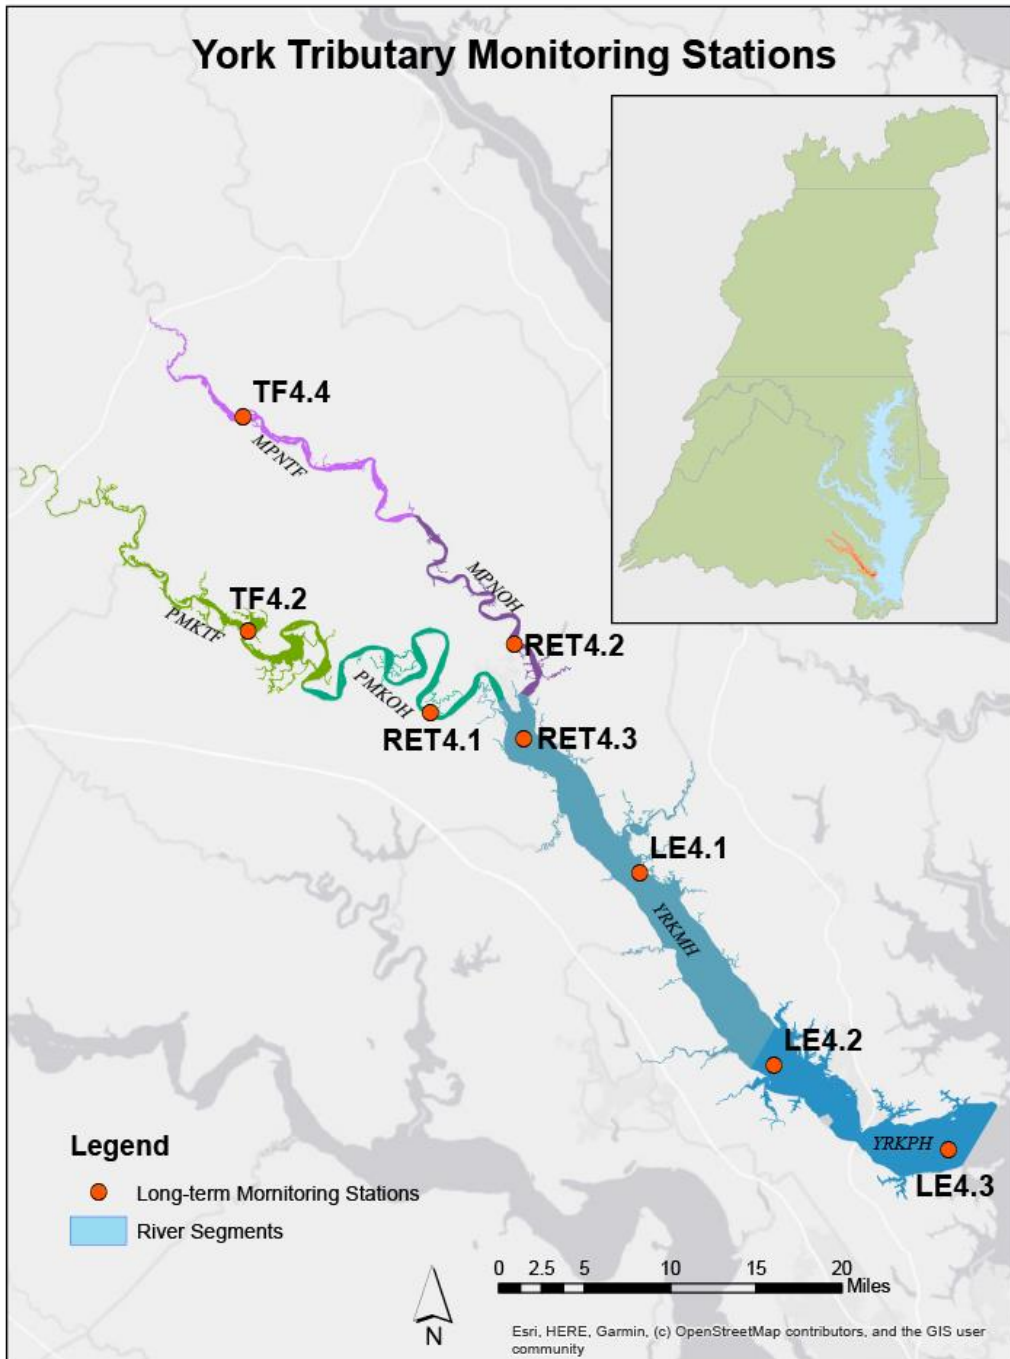 York Tributary Monitoring Stations
TF4.4
MPNTF
MPNOH
TF4.2
PMKTF
RET4.2
PMKOH
RET4.1
RET4.3
LE4.1
YRKMH
LE4.2
YRKPH
LE4.3
Legend
Long-term Mornitoring Stations
River Segments
0 2.5 5 10 15 20
Miles
N
Esri, HERE, Garmin, (c) OpenStreetMap contributors, and the GIS user
community